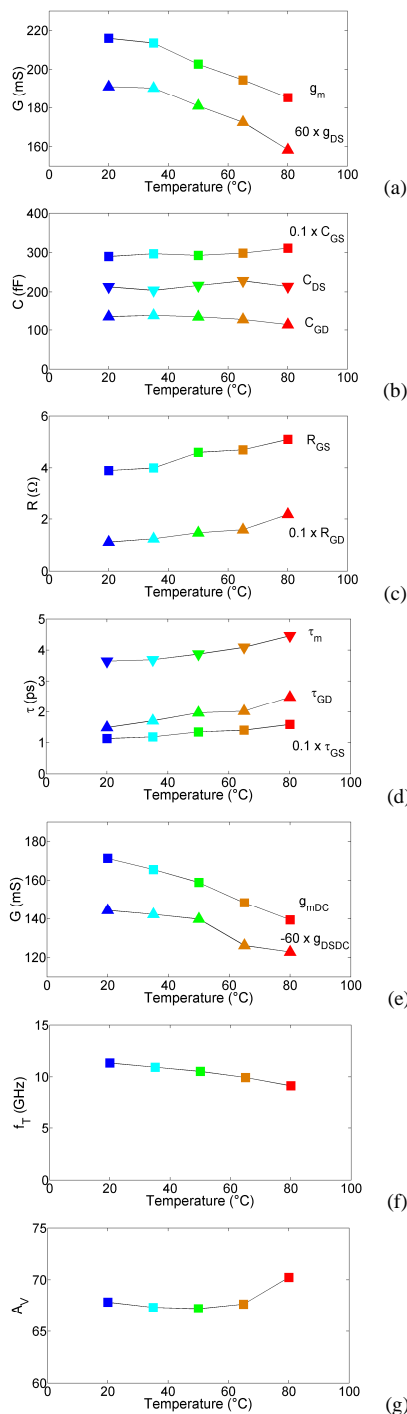 220
200
180
160
G (mS)
g_m
60 x g_DS
0 20 40 60 80 100
Temperature (°C)
(a)
400
300
200
100
0
C (fF)
0.1 x C_GS
C_DS
C_GD
0 20 40 60 80 100
Temperature (°C)
(b)
6
4
2
0
R (Ω)
R_GS
0.1 x R_GD
0 20 40 60 80 100
Temperature (°C)
(c)
5
4
3
2
1
0
τ (ps)
τ_m
τ_GD
0.1 x τ_GS
0 20 40 60 80 100
Temperature (°C)
(d)
180
160
140
120
G (mS)
g_mDC
-60 x g_DSDC
0 20 40 60 80 100
Temperature (°C)
(e)
15
10
5
0
f_T (GHz)
0 20 40 60 80 100
Temperature (°C)
(f)
75
70
65
60
A_V
0 20 40 60 80 100
Temperature (°C)
(g)